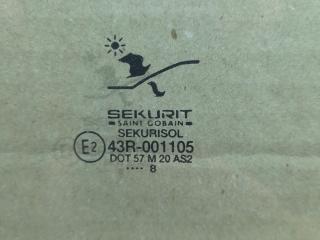 SEKURIT
SAINT GOBAIN
SEKURISOL
E2 43R-001105
DOT 57 M 20 AS2
.... 8